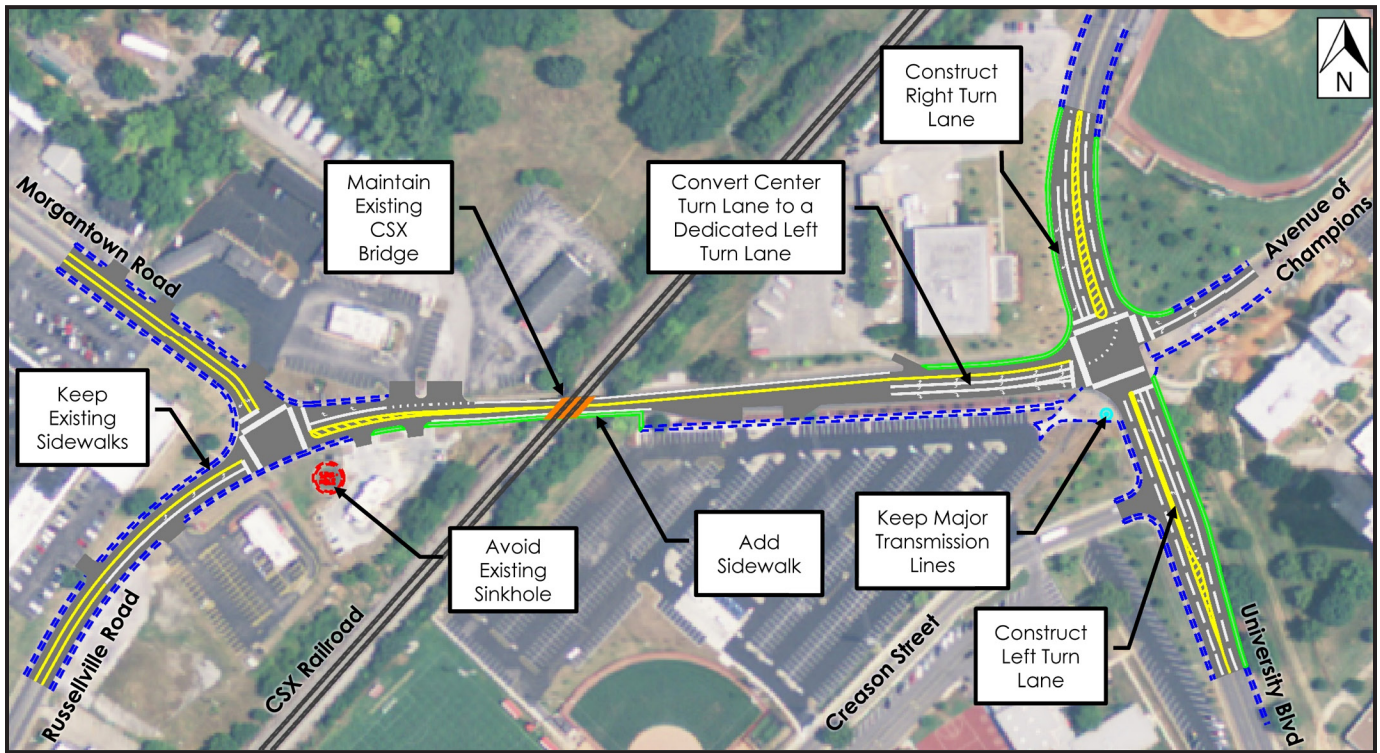 N
Construct
Right Turn
Lane
Maintain
Existing
CSX
Bridge
Convert Center
Turn Lane to a
Dedicated Left
Turn Lane
Morgantown Road
Avenue of
Champions
Keep
Existing
Sidewalks
Avoid
Existing
Sinkhole
Add
Sidewalk
Keep Major
Transmission
Lines
Construct
Left Turn
Lane
Russellville Road
CSX Railroad
Creason Street
University Blvd